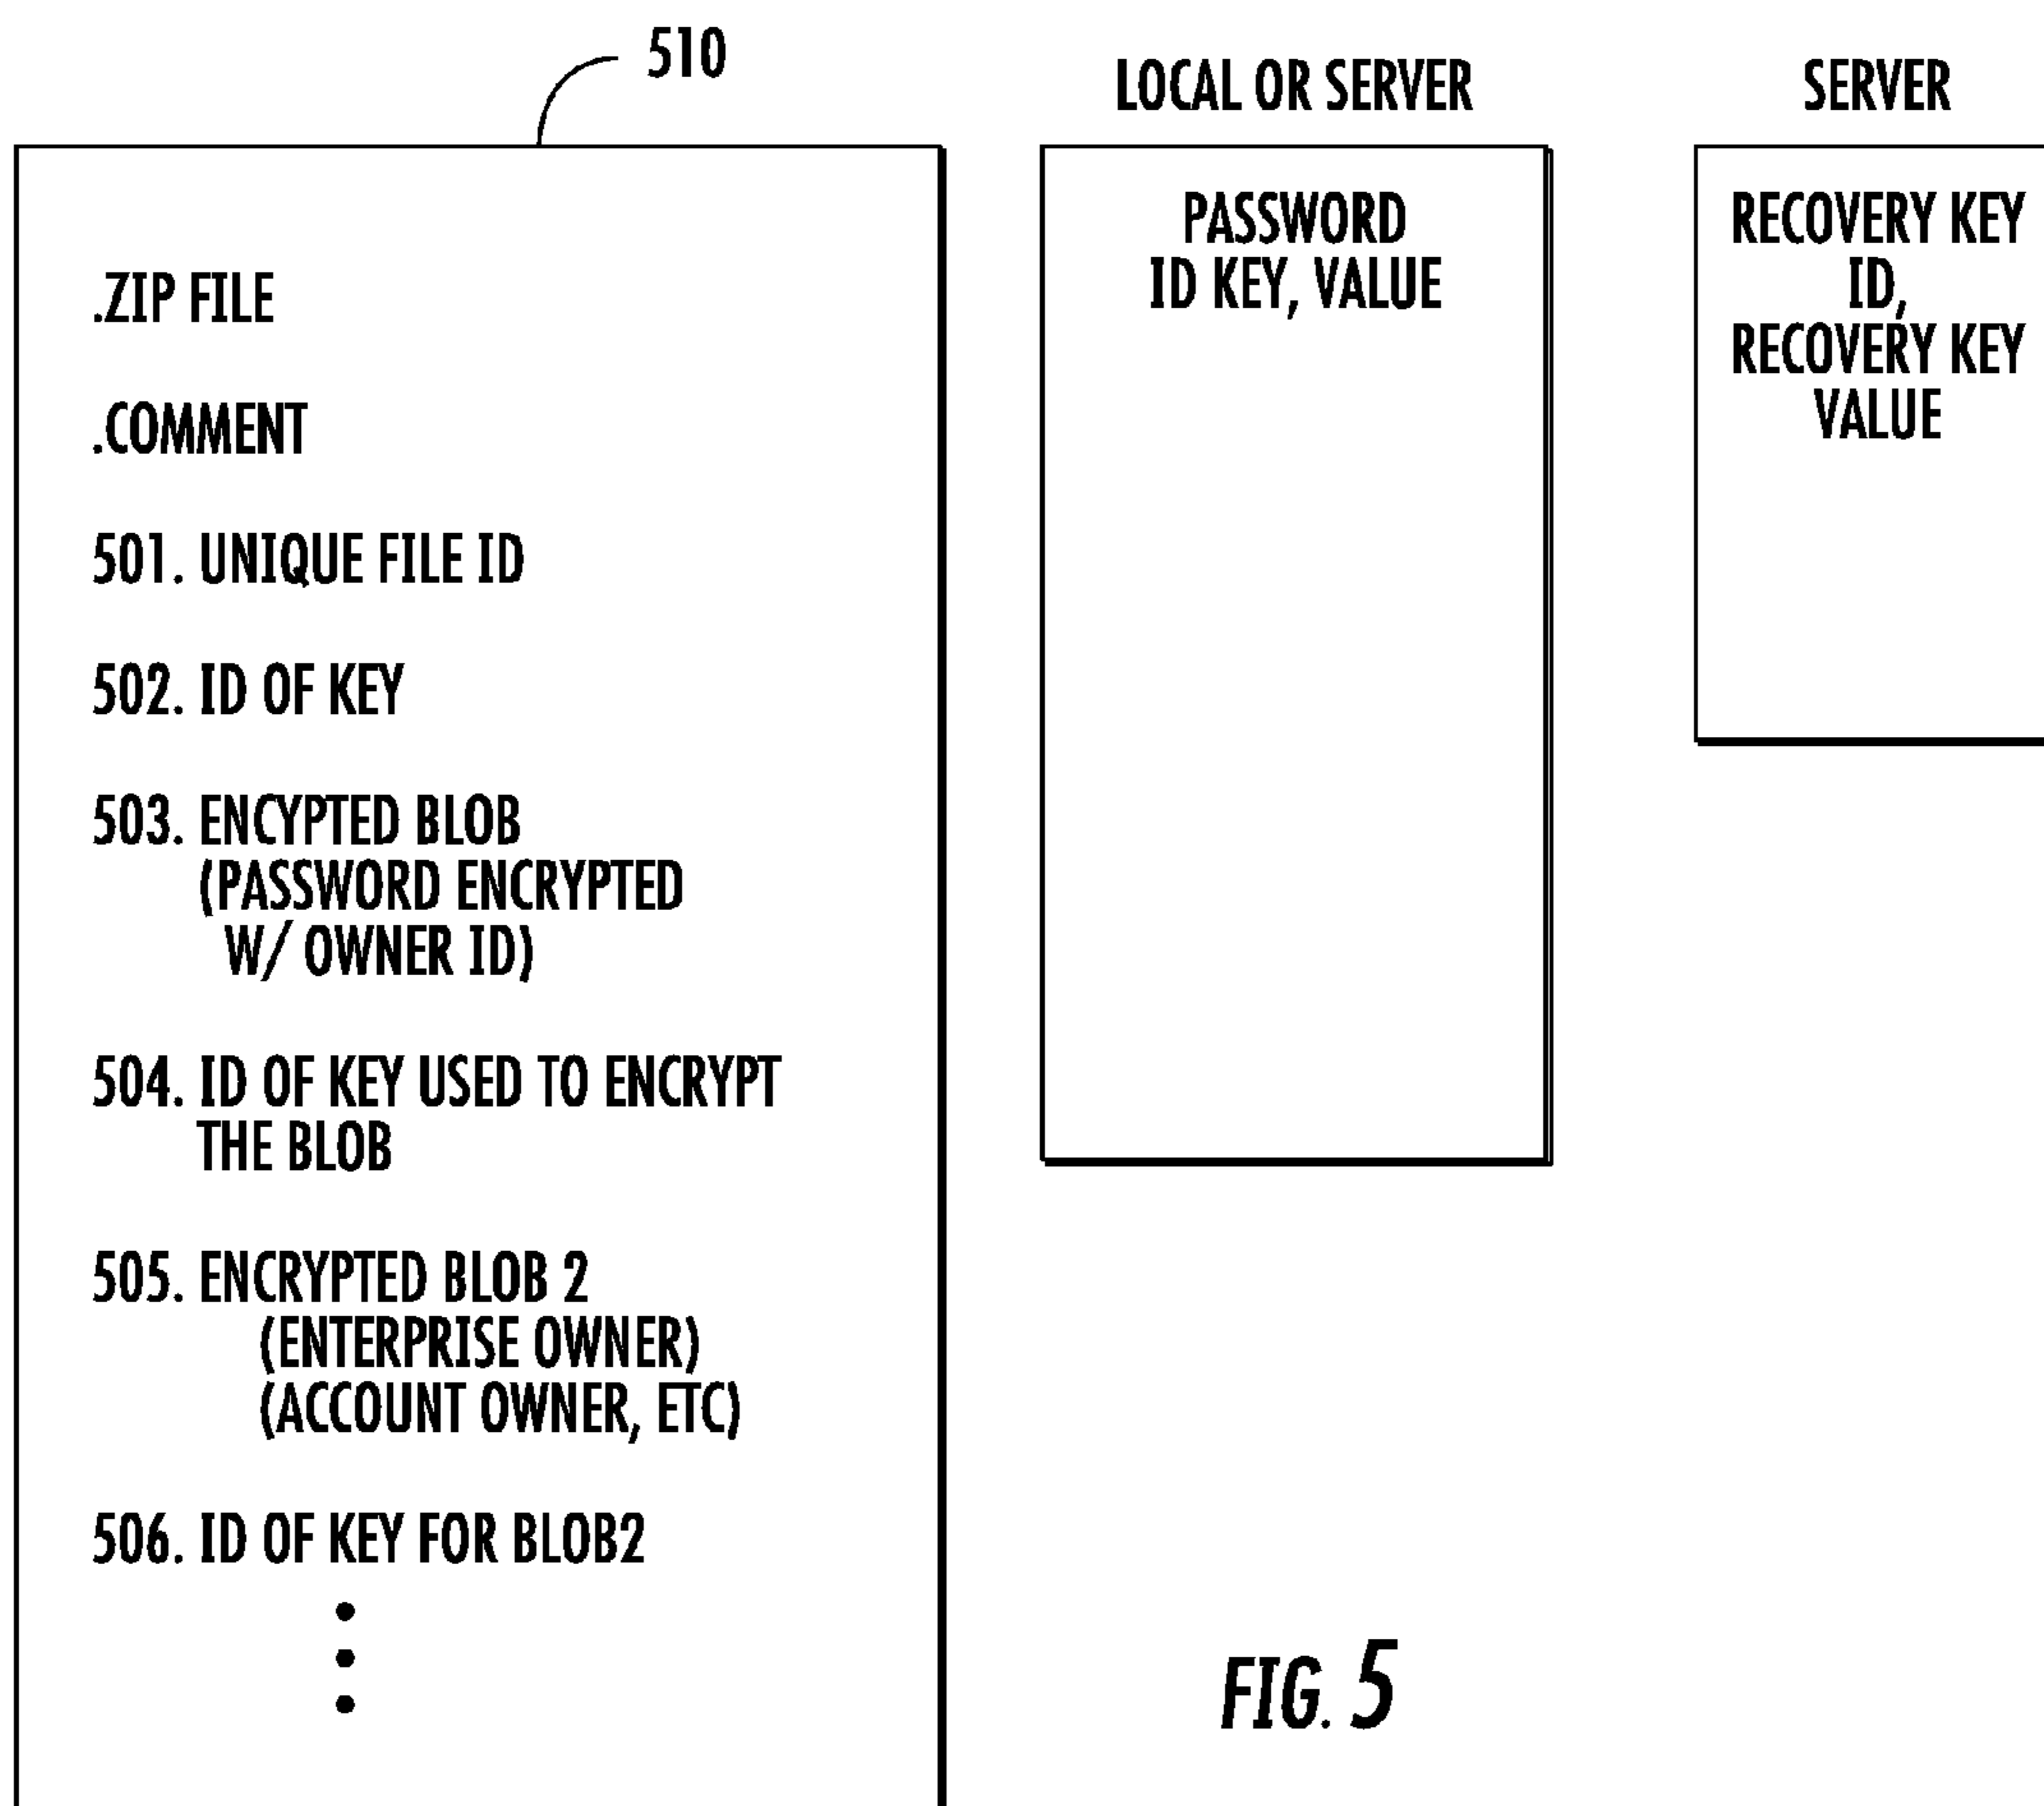 510
.ZIP FILE
.COMMENT
501. UNIQUE FILE ID
502. ID OF KEY
503. ENCYPTED BLOB
(PASSWORD ENCRYPTED
W/ OWNER ID)
504. ID OF KEY USED TO ENCRYPT
THE BLOB
505. ENCRYPTED BLOB 2
(ENTERPRISE OWNER)
(ACCOUNT OWNER, ETC)
506. ID OF KEY FOR BLOB2
LOCAL OR SERVER
PASSWORD
ID KEY, VALUE
SERVER
RECOVERY KEY
ID,
RECOVERY KEY
VALUE
FIG. 5